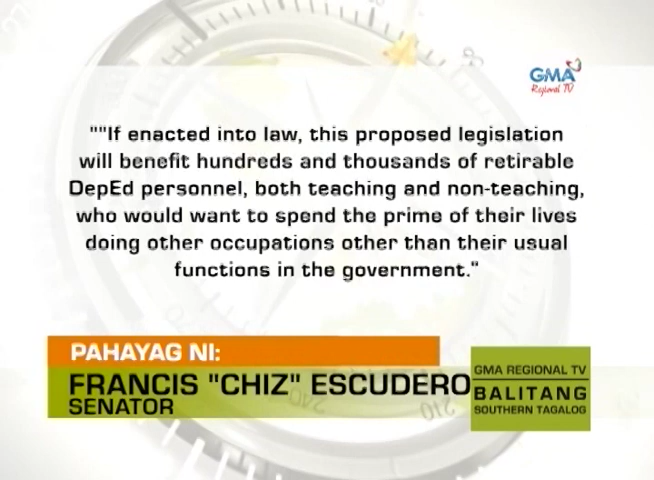 GMA
Regional TV
""If enacted into law, this proposed legislation
will benefit hundreds and thousands of retirable
DepEd personnel, both teaching and non-teaching,
who would want to spend the prime of their lives
doing other occupations other than their usual
functions in the government."
PAHAYAG NI:
FRANCIS "CHIZ" ESCUDERO
SENATOR
GMA REGIONAL TV
BALITANG
SOUTHERN TAGALOG
240
210